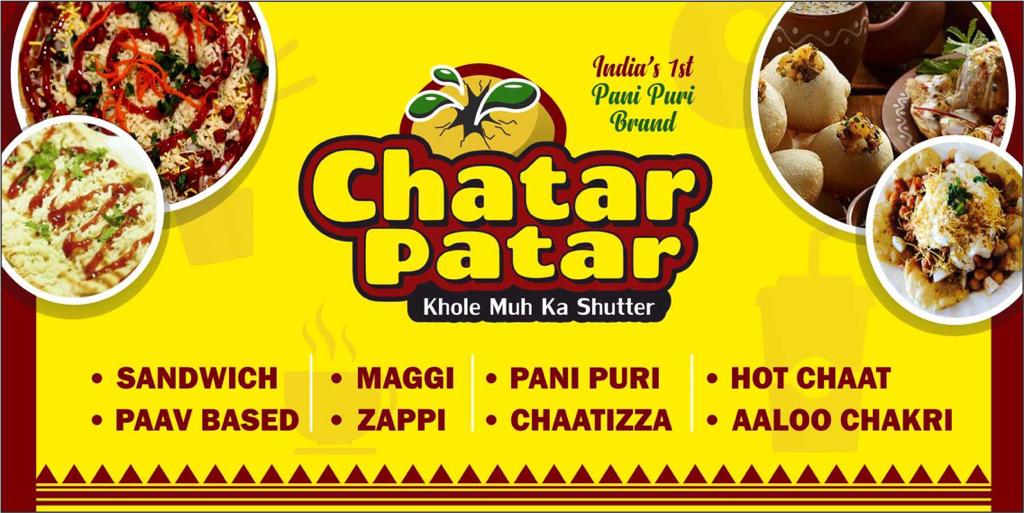 India's 1st
Pani Puri
Brand
Chatar
Patar
Khole Muh Ka Shutter
• SANDWICH
• PAAV BASED
• MAGGI
• ZAPPI
• PANI PURI
• CHAATIZZA
• HOT CHAAT
• AALOO CHAKRI